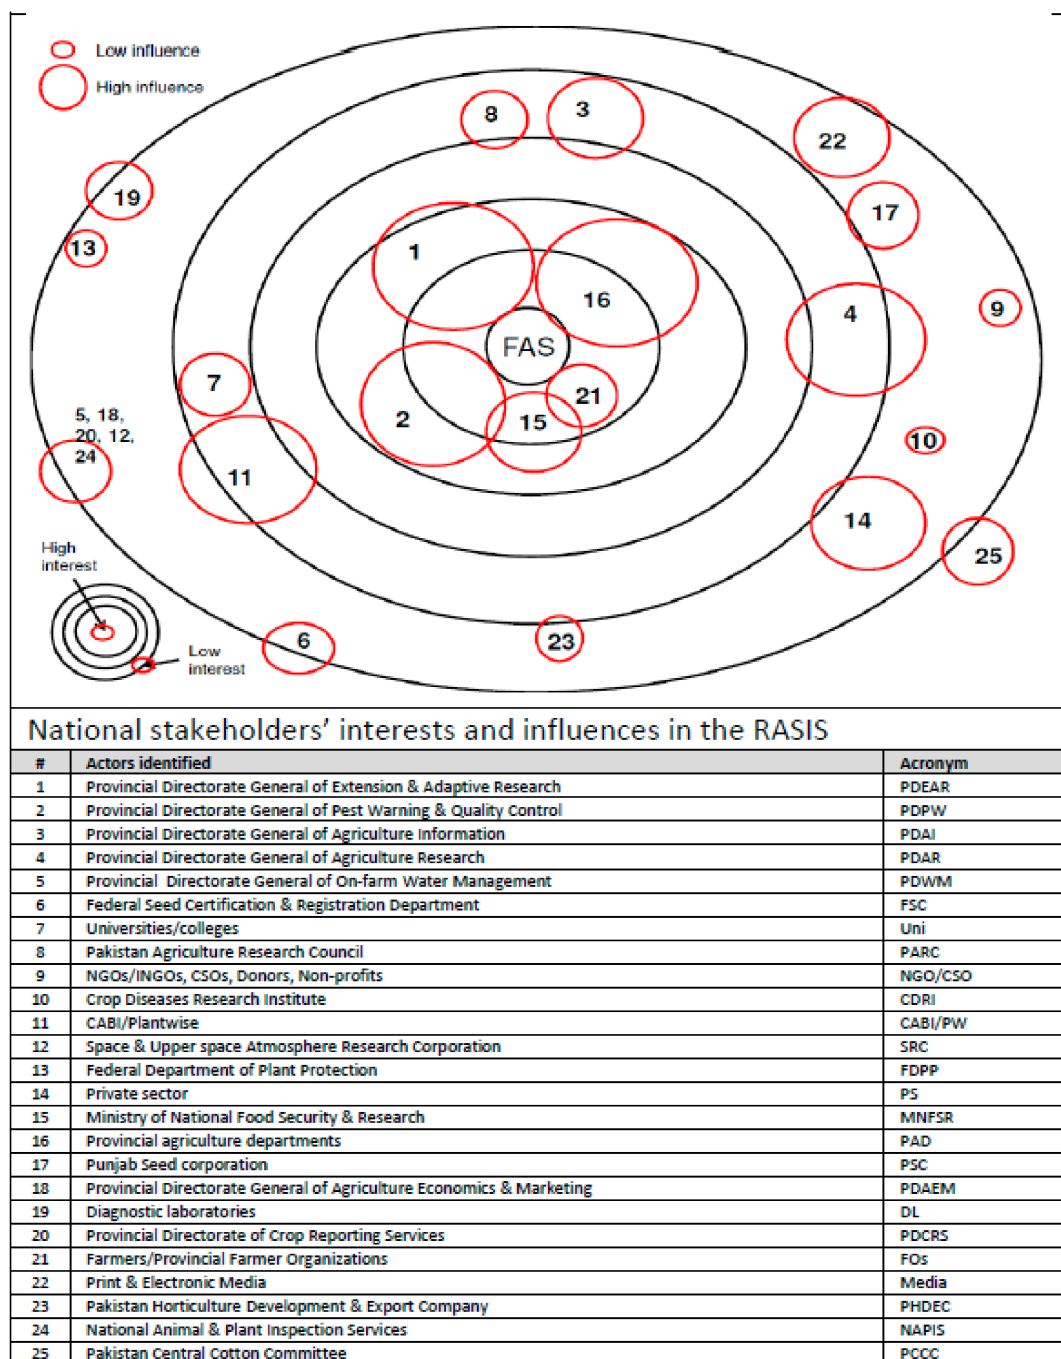 Low influence
High influence
8
3
22
19
17
13
1
16
9
4
FAS
7
21
2
15
5, 18,
20, 12,
24
10
11
14
25
High
interest
6
23
Low
interest
National stakeholders' interests and influences in the RASIS
# Actors identified Acronym
1 Provincial Directorate General of Extension & Adaptive Research PDEAR
2 Provincial Directorate General of Pest Warning & Quality Control PDPW
3 Provincial Directorate General of Agriculture Information PDAI
4 Provincial Directorate General of Agriculture Research PDAR
5 Provincial Directorate General of On-farm Water Management PDWM
6 Federal Seed Certification & Registration Department FSC
7 Universities/colleges Uni
8 Pakistan Agriculture Research Council PARC
9 NGOs/INGOs, CSOs, Donors, Non-profits NGO/CSO
10 Crop Diseases Research Institute CDRI
11 CABI/Plantwise CABI/PW
12 Space & Upper space Atmosphere Research Corporation SRC
13 Federal Department of Plant Protection FDPP
14 Private sector PS
15 Ministry of National Food Security & Research MNFSR
16 Provincial agriculture departments PAD
17 Punjab Seed corporation PSC
18 Provincial Directorate General of Agriculture Economics & Marketing PDAEM
19 Diagnostic laboratories DL
20 Provincial Directorate of Crop Reporting Services PDCRS
21 Farmers/Provincial Farmer Organizations FOs
22 Print & Electronic Media Media
23 Pakistan Horticulture Development & Export Company PHDEC
24 National Animal & Plant Inspection Services NAPIS
25 Pakistan Central Cotton Committee PCCC